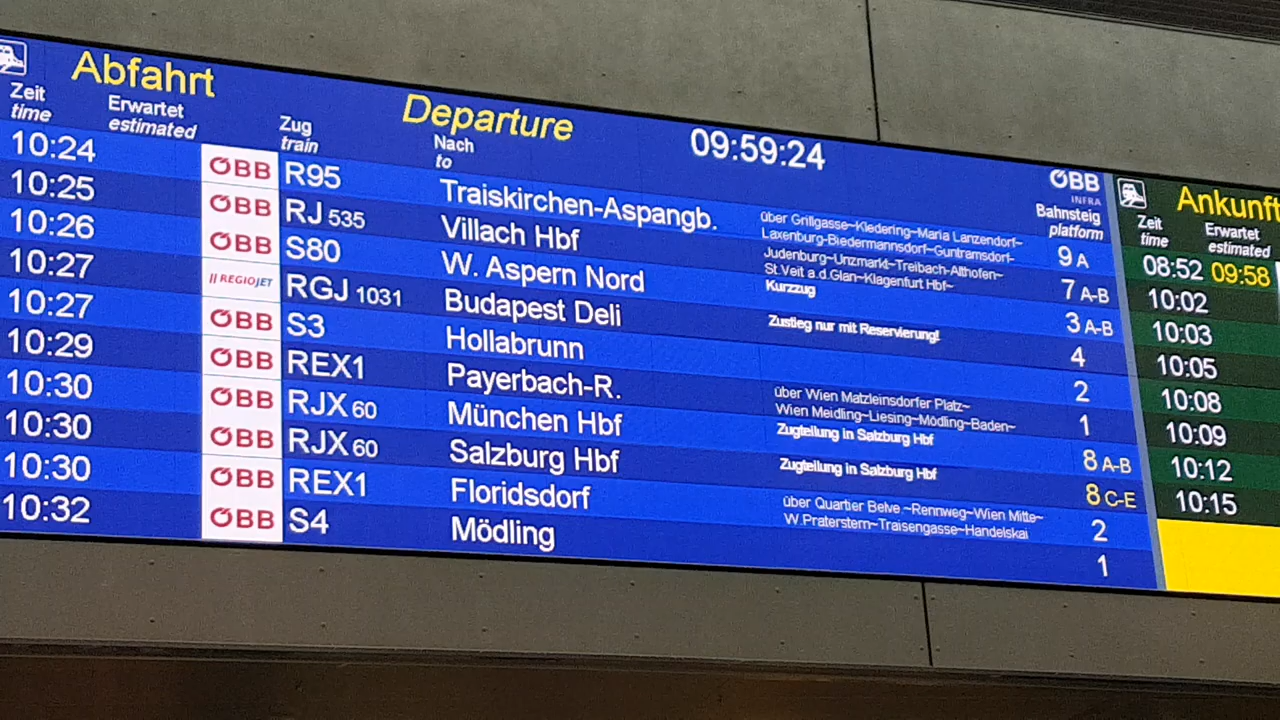 Abfahrt Departure 09:59:24 ÖBB INFRA
Zeit Erwartet Zug Nach Bahnsteig
time estimated train to platform
10:24 ÖBB R95 Traiskirchen-Aspangb. über Grillgasse~Kledering~Maria Lanzendorf~ 9 A
Laxenburg-Biedermannsdorf~Guntramsdorf~
10:25 ÖBB RJ 535 Villach Hbf Judenburg~Unzmarkt~Treibach-Althofen~ 7 A-B
St.Veit a.d.Glan~Klagenfurt Hbf~
10:26 ÖBB S80 W. Aspern Nord Kurzzug 3 A-B
10:27 REGIOJET RGJ 1031 Budapest Deli Zustieg nur mit Reservierung! 4
10:27 ÖBB S3 Hollabrunn 2
10:29 ÖBB REX1 Payerbach-R. über Wien Matzleinsdorfer Platz~ 1
Wien Meidling~Liesing~Mödling~Baden~
10:30 ÖBB RJX 60 München Hbf Zugteilung in Salzburg Hbf 8 A-B
10:30 ÖBB RJX 60 Salzburg Hbf Zugteilung in Salzburg Hbf 8 C-E
10:30 ÖBB REX1 Floridsdorf über Quartier Belve.~Rennweg~Wien Mitte~ 2
W.Praterstern~Traisengasse~Handelskai
10:32 ÖBB S4 Mödling 1
Ankunft
Zeit Erwartet
time estimated
08:52 09:58
10:02
10:03
10:05
10:08
10:09
10:12
10:15